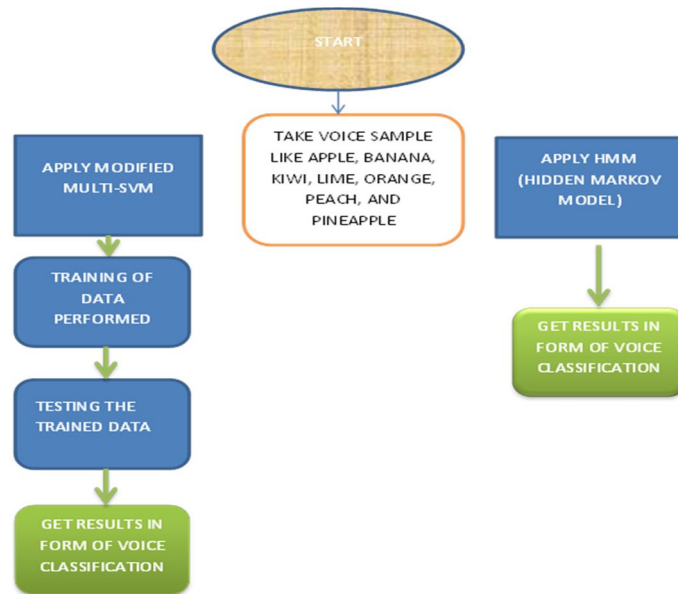 START
TAKE VOICE SAMPLE
LIKE APPLE, BANANA,
KIWI, LIME, ORANGE,
PEACH, AND
PINEAPPLE
APPLY MODIFIED
MULTI-SVM
TRAINING OF
DATA
PERFORMED
TESTING THE
TRAINED DATA
GET RESULTS IN
FORM OF VOICE
CLASSIFICATION
APPLY HMM
(HIDDEN MARKOV
MODEL)
GET RESULTS IN
FORM OF VOICE
CLASSIFICATION